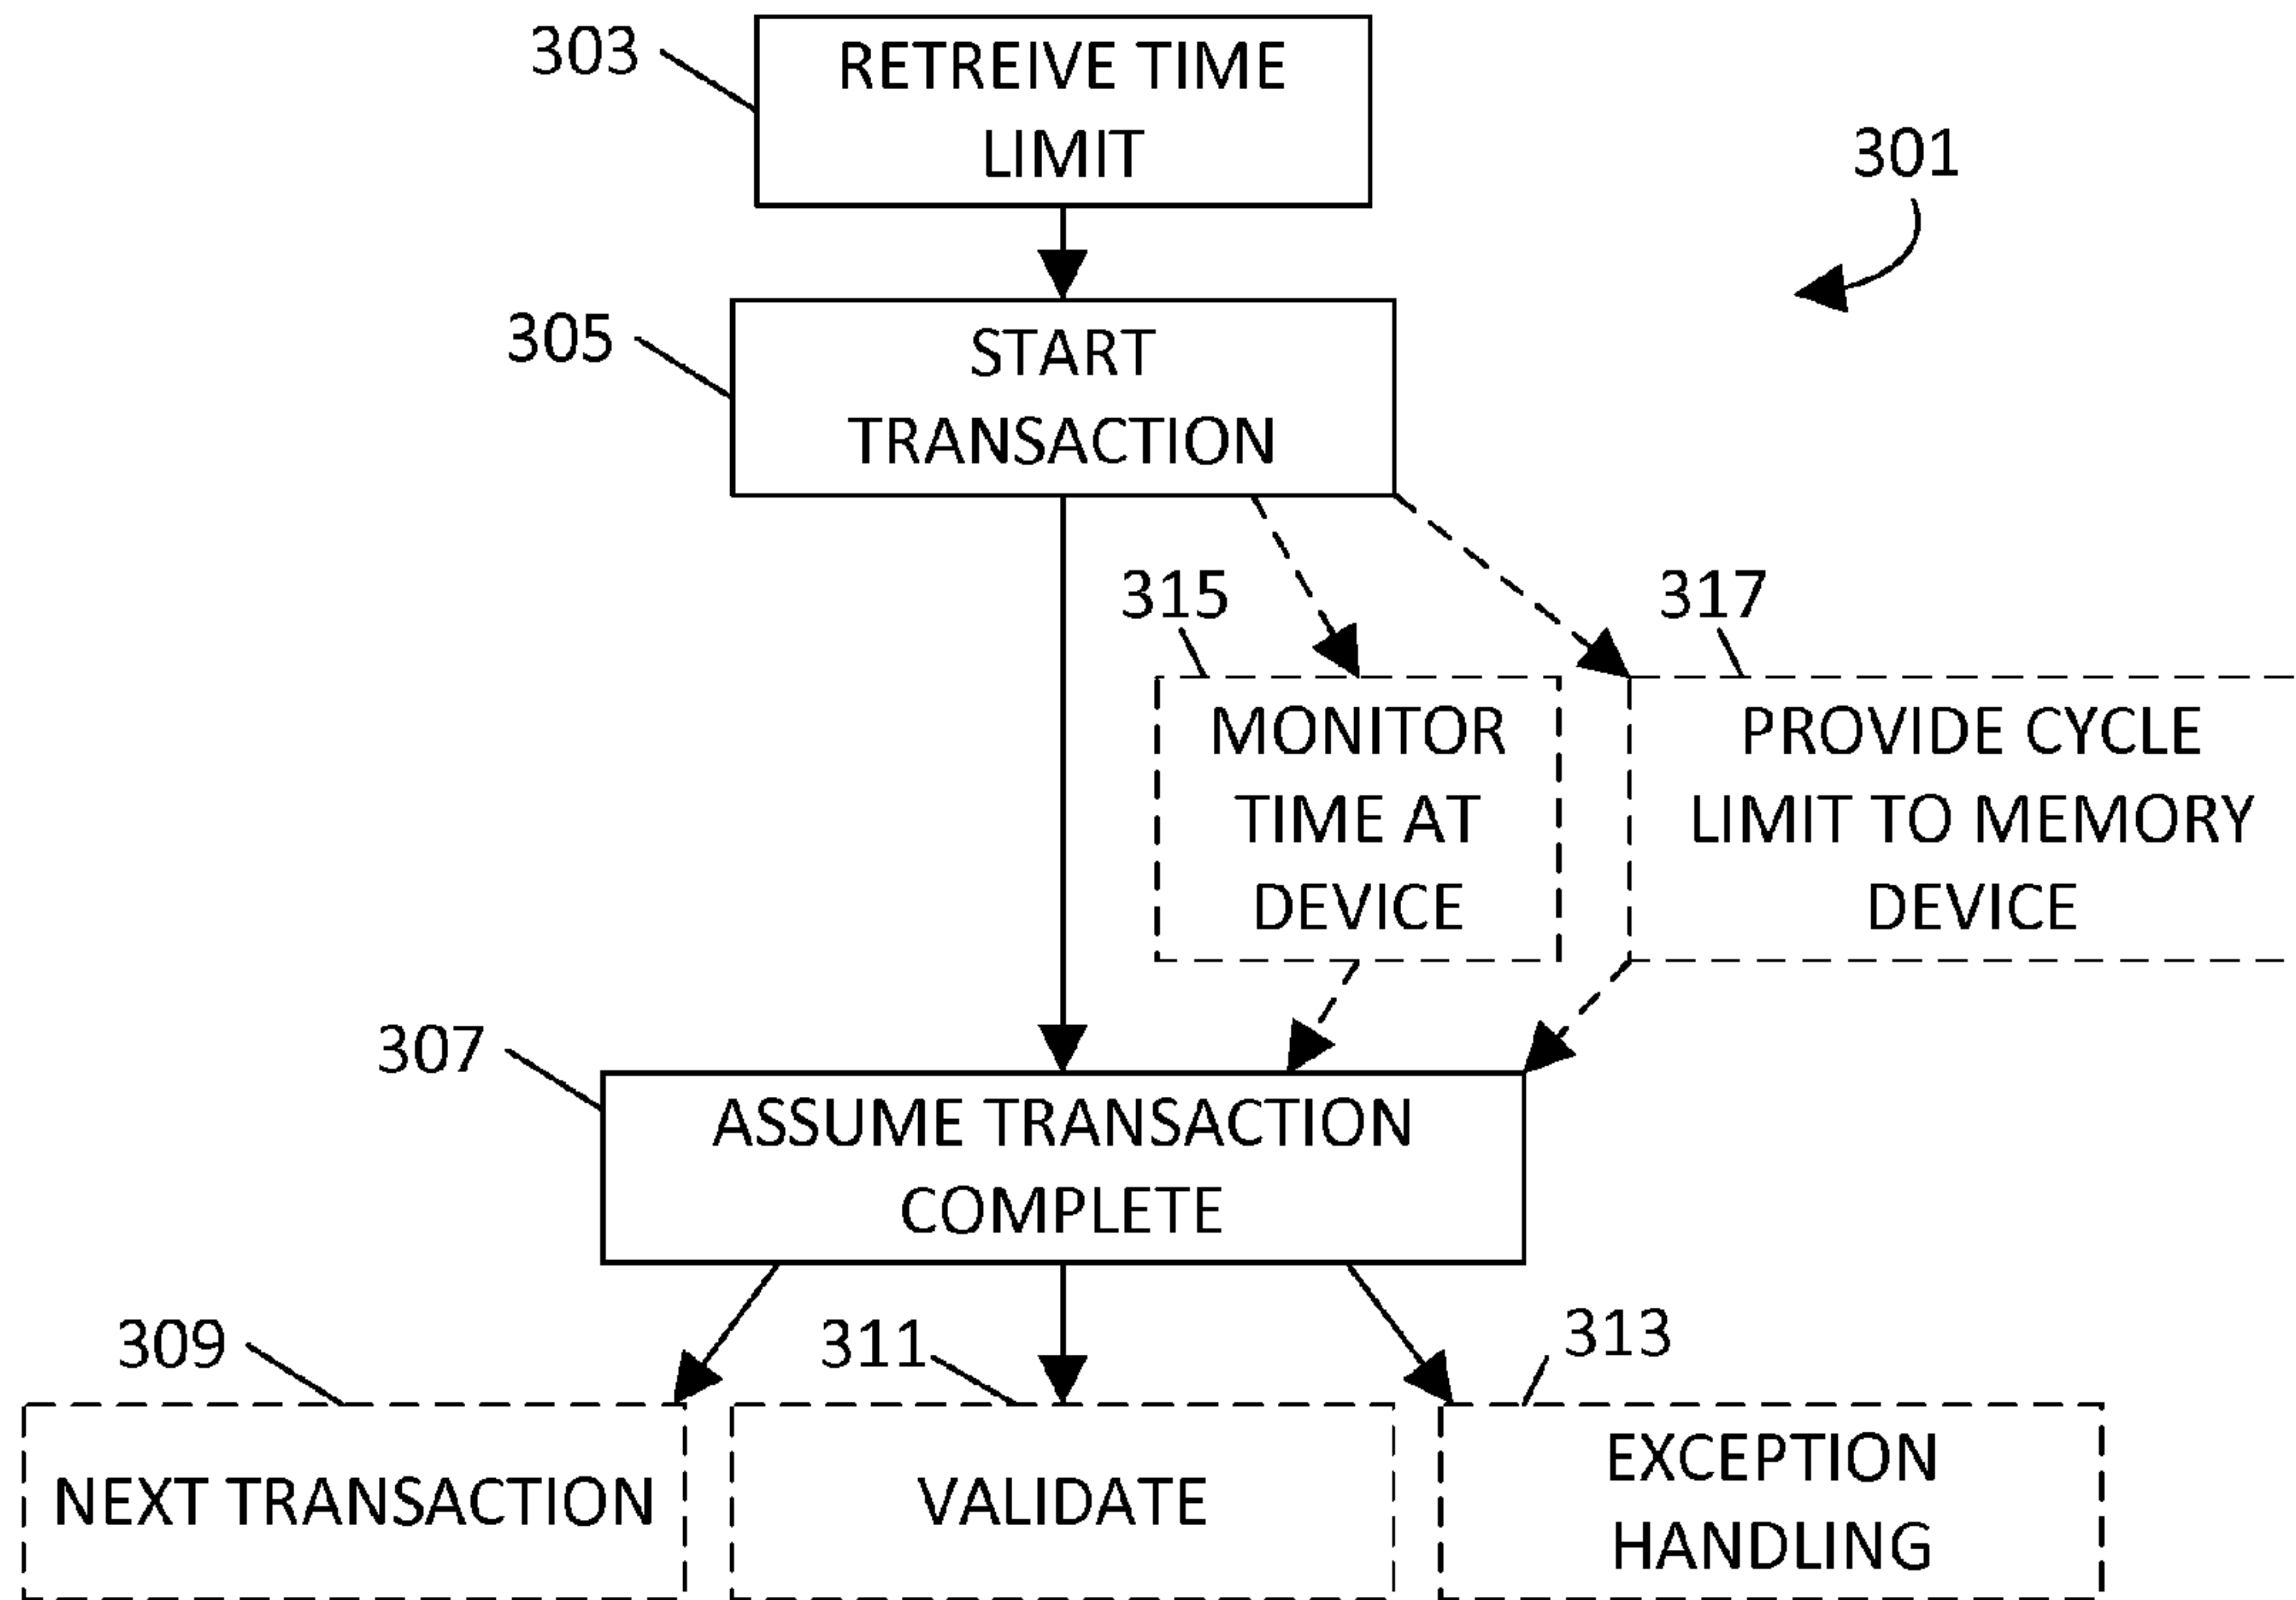 303
RETREIVE TIME
LIMIT
301
305
START
TRANSACTION
315
317
MONITOR
TIME AT
DEVICE
PROVIDE CYCLE
LIMIT TO MEMORY
DEVICE
307
ASSUME TRANSACTION
COMPLETE
309
311
313
NEXT TRANSACTION
VALIDATE
EXCEPTION
HANDLING